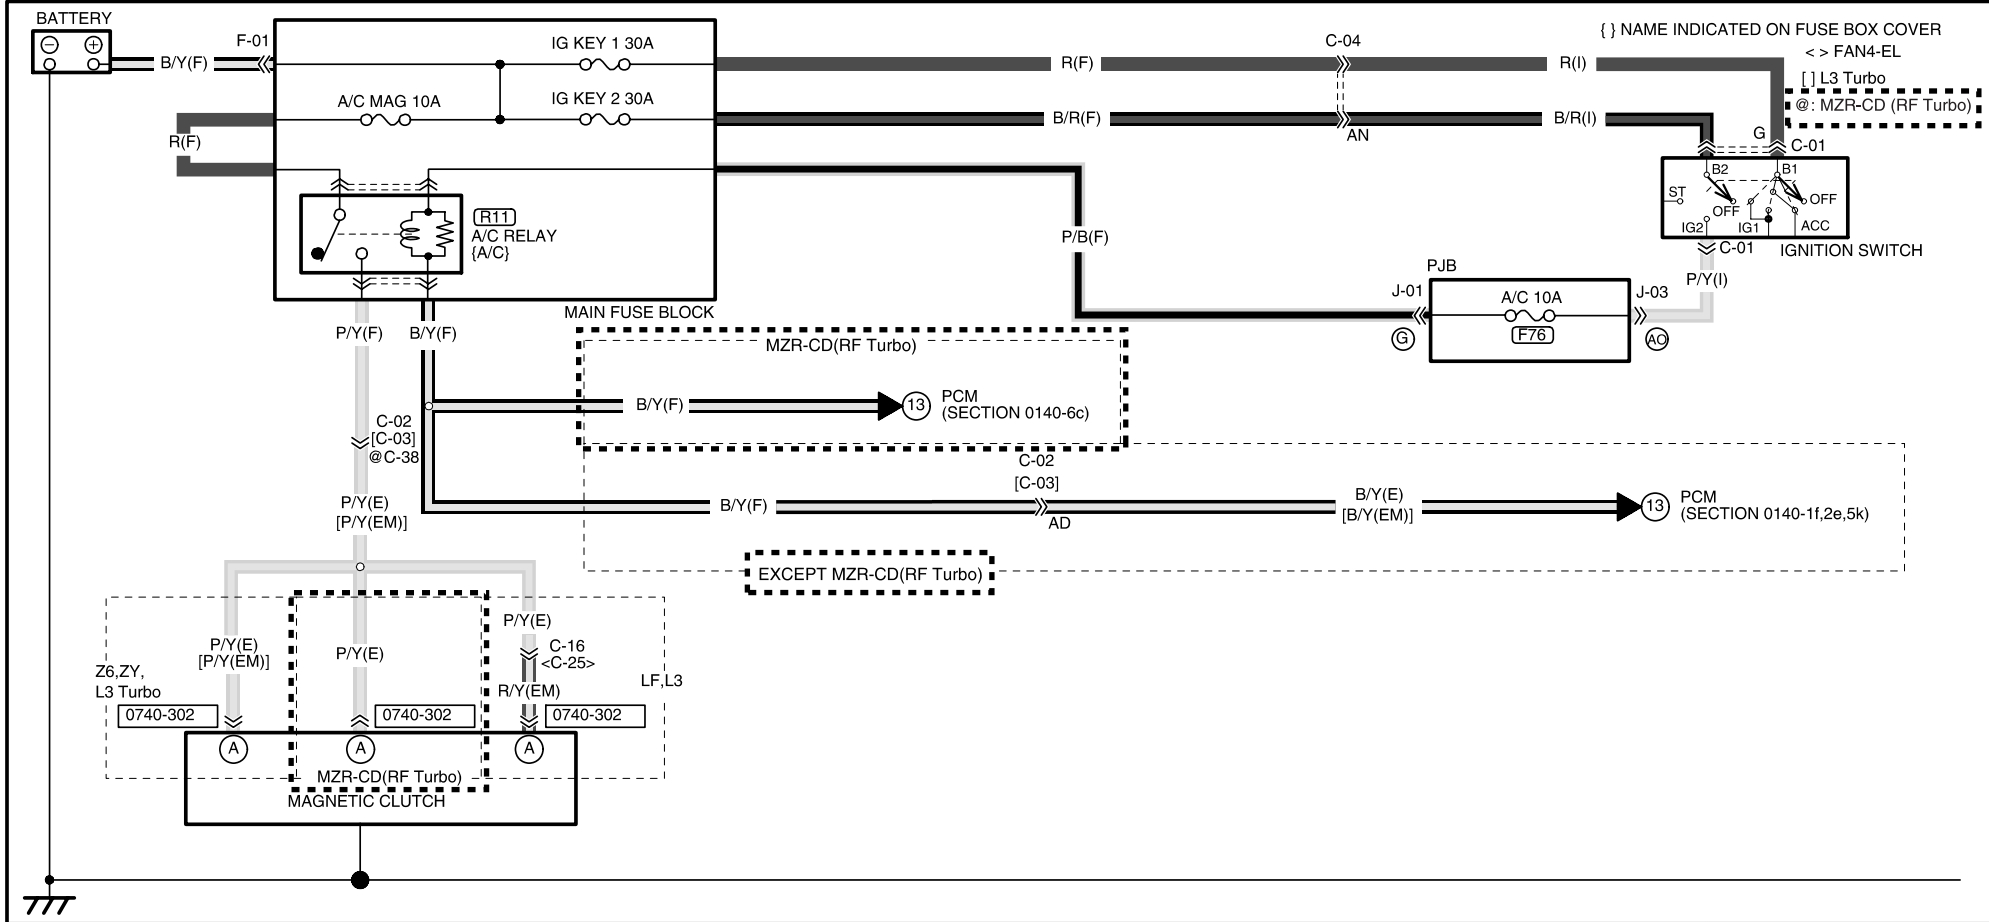 BATTERY
F-01
B/Y(F)
IG KEY 1 30A
R(F)
C-04
R(I)
{ } NAME INDICATED ON FUSE BOX COVER
< > FAN4-EL
[ ] L3 Turbo
@: MZR-CD (RF Turbo)
A/C MAG 10A
IG KEY 2 30A
B/R(F)
AN
B/R(I)
G
C-01
R(F)
B2
B1
ST
OFF
OFF
IG2
IG1
ACC
C-01
IGNITION SWITCH
R11
A/C RELAY
{A/C}
P/B(F)
P/Y(I)
PJB
J-01
A/C 10A
J-03
G
F76
AO
MAIN FUSE BLOCK
P/Y(F)
B/Y(F)
MZR-CD(RF Turbo)
B/Y(F)
13
PCM
(SECTION 0140-6c)
C-02
[C-03]
@C-38
C-02
[C-03]
P/Y(E)
[P/Y(EM)]
B/Y(F)
AD
B/Y(E)
[B/Y(EM)]
13
PCM
(SECTION 0140-1f,2e,5k)
EXCEPT MZR-CD(RF Turbo)
P/Y(E)
P/Y(E)
[P/Y(EM)]
P/Y(E)
C-16
<C-25>
Z6,ZY,
L3 Turbo
R/Y(EM)
LF,L3
0740-302
0740-302
0740-302
A
A
A
MZR-CD(RF Turbo)
MAGNETIC CLUTCH